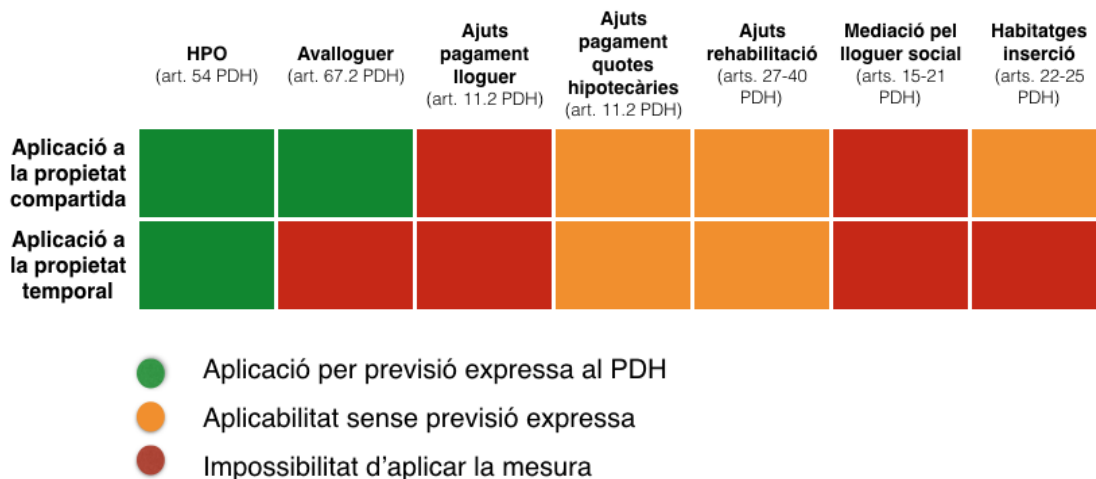 HPO
(art. 54 PDH)
Avalloguer
(art. 67.2 PDH)
Ajuts
pagament
lloguer
(art. 11.2 PDH)
Ajuts
pagament
quotes
hipotecàries
(art. 11.2 PDH)
Ajuts
rehabilitació
(arts. 27-40
PDH)
Mediació pel
lloguer social
(arts. 15-21
PDH)
Habitatges
inserció
(arts. 22-25
PDH)
Aplicació a
la propietat
compartida
Aplicació a
la propietat
temporal
Aplicació per previsió expressa al PDH
Aplicabilitat sense previsió expressa
Impossibilitat d'aplicar la mesura